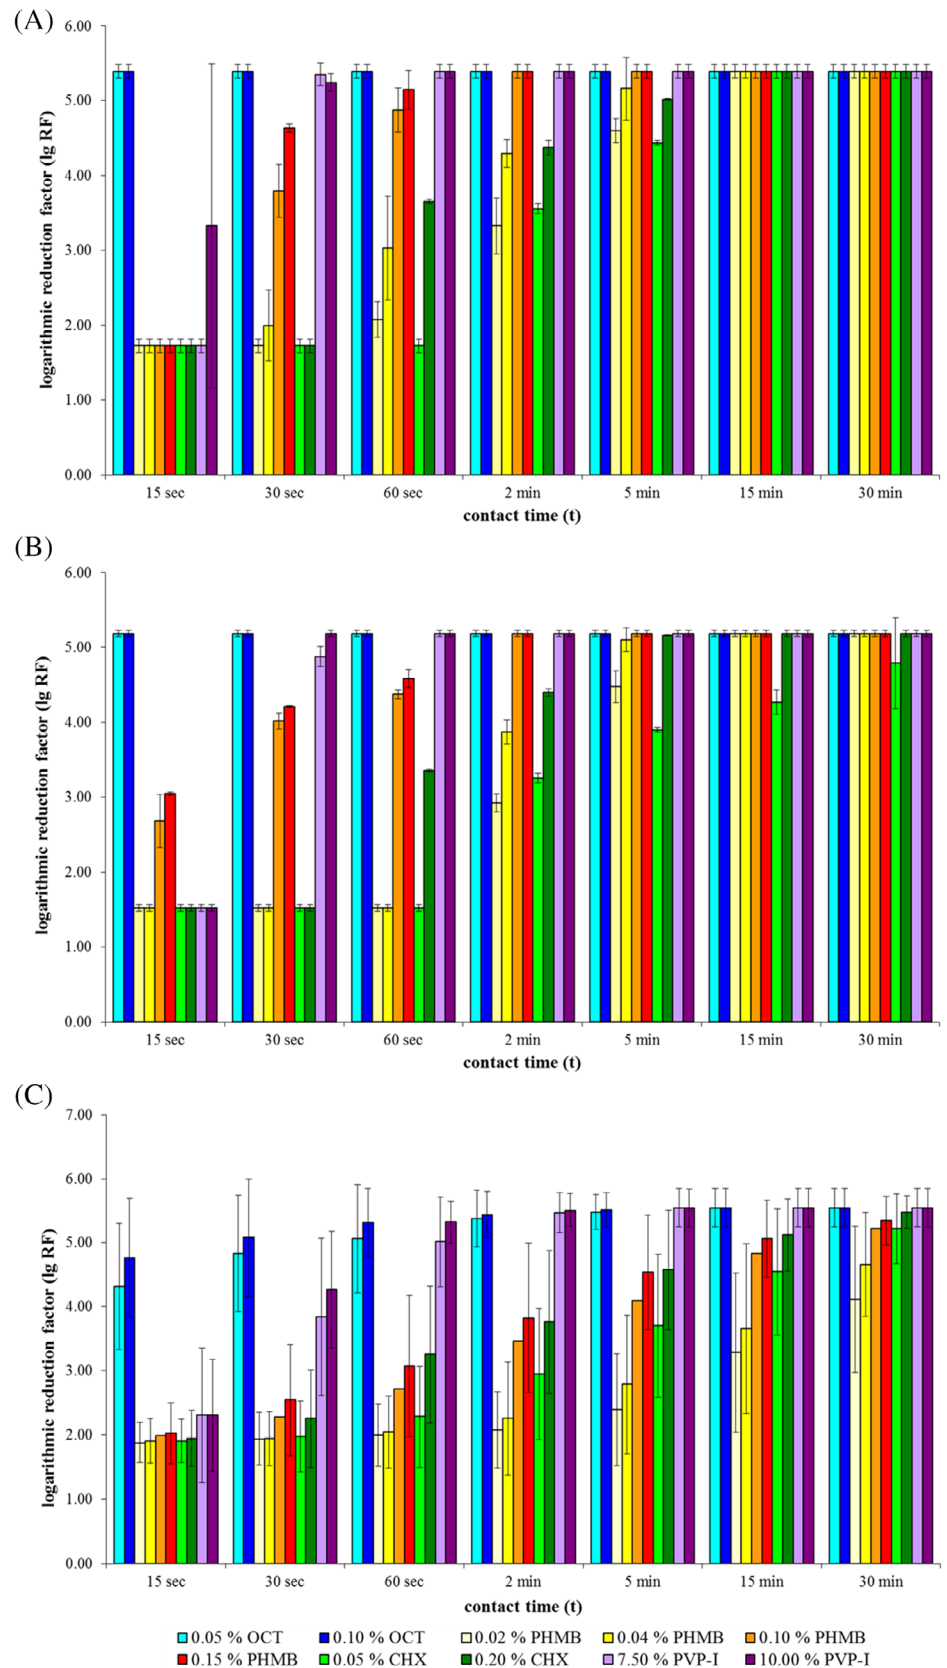 (A)
6.00
5.00
4.00
3.00
2.00
1.00
0.00
logarithmic reduction factor (lg RF)
15 sec 30 sec 60 sec 2 min 5 min 15 min 30 min
contact time (t)
(B)
6.00
5.00
4.00
3.00
2.00
1.00
0.00
logarithmic reduction factor (lg RF)
15 sec 30 sec 60 sec 2 min 5 min 15 min 30 min
contact time (t)
(C)
7.00
6.00
5.00
4.00
3.00
2.00
1.00
0.00
logarithmic reduction factor (lg RF)
15 sec 30 sec 60 sec 2 min 5 min 15 min 30 min
contact time (t)
0.05 % OCT 0.10 % OCT 0.02 % PHMB 0.04 % PHMB 0.10 % PHMB
0.15 % PHMB 0.05 % CHX 0.20 % CHX 7.50 % PVP-I 10.00 % PVP-I